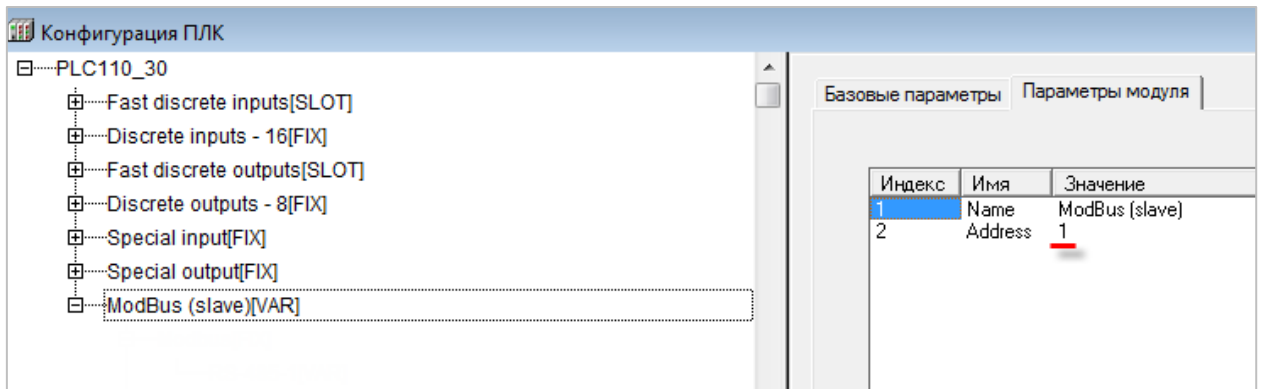 Конфигурация ПЛК
PLC110_30
Fast discrete inputs[SLOT]
Discrete inputs - 16[FIX]
Fast discrete outputs[SLOT]
Discrete outputs - 8[FIX]
Special input[FIX]
Special output[FIX]
ModBus (slave)[VAR]
Базовые параметры Параметры модуля
Индекс Имя Значение
1 Name ModBus (slave)
2 Address 1